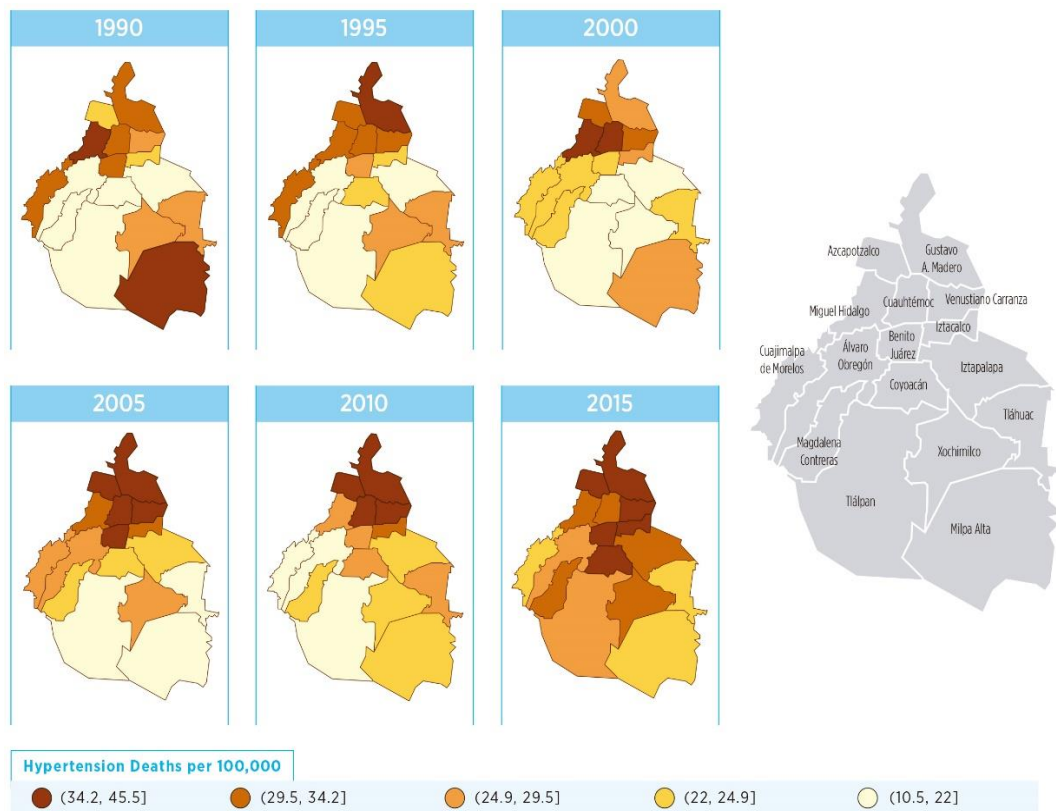 1990
1995
2000
Azcapotzalco
Gustavo
A. Madero
Miguel Hidalgo
Cuauhtémoc
Venustiano Carranza
Iztacalco
Cuajimalpa
de Morelos
Álvaro
Obregón
Benito
Juárez
Iztapalapa
Coyoacán
Tláhuac
Magdalena
Contreras
Xochimilco
Tlálpan
Milpa Alta
2005
2010
2015
Hypertension Deaths per 100,000
(34.2, 45.5]
(29.5, 34.2]
(24.9, 29.5]
(22, 24.9]
(10.5, 22]